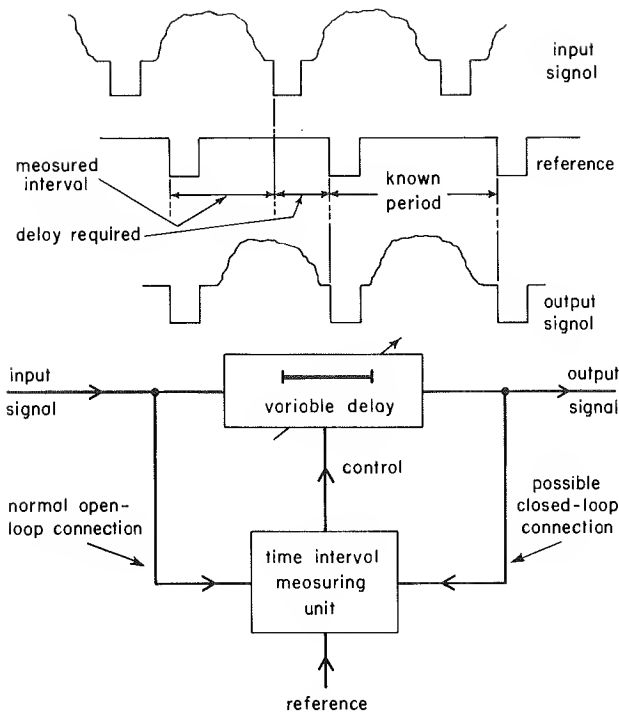 input
signal
reference
measured
interval
known
period
delay required
output
signal
input
signal
variable delay
output
signal
control
normal open-
loop connection
possible
closed-loop
connection
time interval
measuring
unit
reference